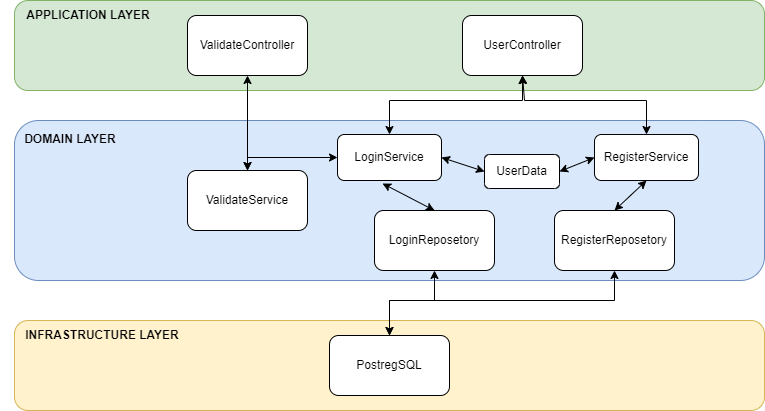 APPLICATION LAYER
ValidateController
UserController
DOMAIN LAYER
LoginService
UserData
RegisterService
ValidateService
LoginReposetory
RegisterReposetory
INFRASTRUCTURE LAYER
PostregSQL